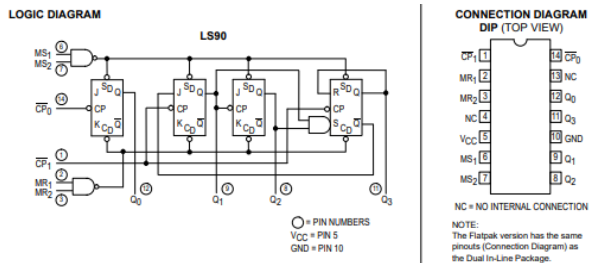 LOGIC DIAGRAM
LS90
6
MS1
MS2
7
J SD Q
CP
K CD Q̅
J SD Q
CP
K CD Q̅
J SD Q
CP
K CD Q̅
R SD Q
CP
S CD Q̅
14
C̅P̅0
1
C̅P̅1
2
MR1
MR2
3
12
Q0
9
Q1
8
Q2
11
Q3
= PIN NUMBERS
VCC = PIN 5
GND = PIN 10
CONNECTION DIAGRAM
DIP (TOP VIEW)
C̅P̅1 1 14 C̅P̅0
MR1 2 13 NC
MR2 3 12 Q0
NC 4 11 Q3
VCC 5 10 GND
MS1 6 9 Q1
MS2 7 8 Q2
NC = NO INTERNAL CONNECTION
NOTE:
The Flatpak version has the same
pinouts (Connection Diagram) as
the Dual In-Line Package.